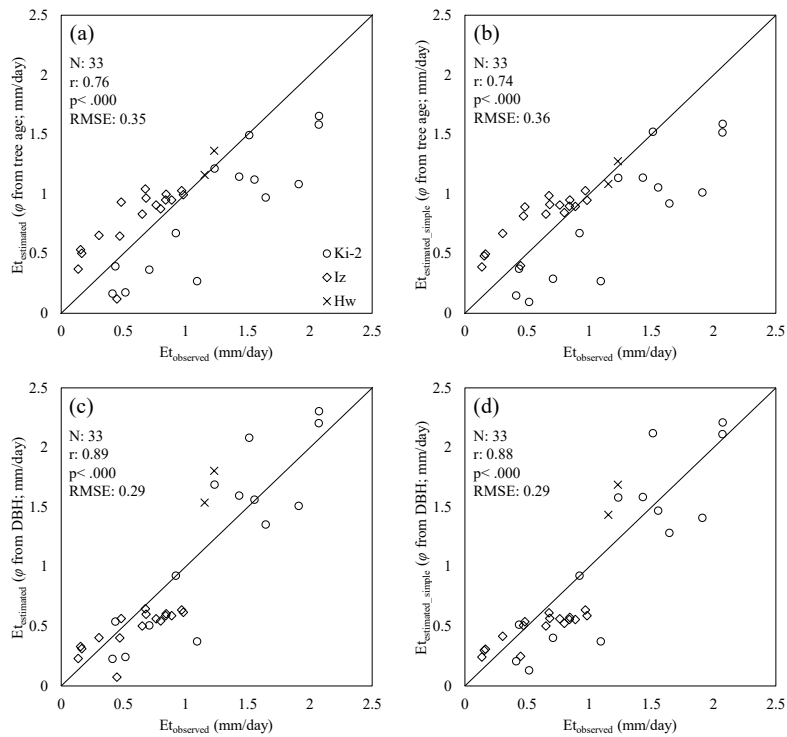 (a)
N: 33
r: 0.76
p< .000
RMSE: 0.35
Ki-2
Iz
Hw
2.5
2
1.5
1
0.5
0
0 0.5 1 1.5 2 2.5
Et_estimated (φ from tree age; mm/day)
Et_observed (mm/day)
(b)
N: 33
r: 0.74
p< .000
RMSE: 0.36
2.5
2
1.5
1
0.5
0
0 0.5 1 1.5 2 2.5
Et_estimated_simple (φ from tree age; mm/day)
Et_observed (mm/day)
(c)
N: 33
r: 0.89
p< .000
RMSE: 0.29
2.5
2
1.5
1
0.5
0
0 0.5 1 1.5 2 2.5
Et_estimated (φ from DBH; mm/day)
Et_observed (mm/day)
(d)
N: 33
r: 0.88
p< .000
RMSE: 0.29
2.5
2
1.5
1
0.5
0
0 0.5 1 1.5 2 2.5
Et_estimated_simple (φ from DBH; mm/day)
Et_observed (mm/day)